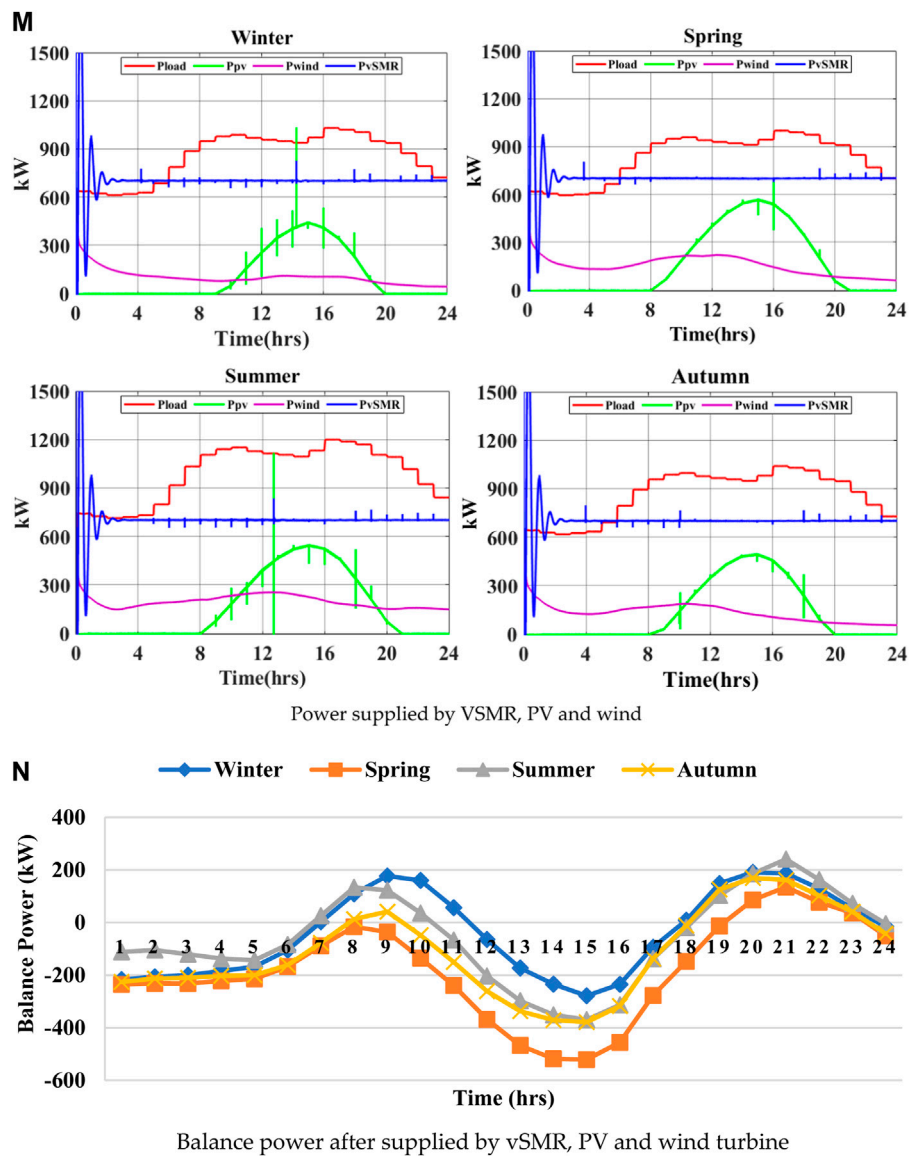 M
Winter
Pload Ppv Pwind PvSMR
1500
1200
900
600
300
0
kW
0 4 8 12 16 20 24
Time(hrs)
Spring
Pload Ppv Pwind PvSMR
1500
1200
900
600
300
0
kW
0 4 8 12 16 20 24
Time(hrs)
Summer
Pload Ppv Pwind PvSMR
1500
1200
900
600
300
0
kW
0 4 8 12 16 20 24
Time(hrs)
Autumn
Pload Ppv Pwind PvSMR
1500
1200
900
600
300
0
kW
0 4 8 12 16 20 24
Time(hrs)
Power supplied by VSMR, PV and wind
N
Winter Spring Summer Autumn
400
200
0
-200
-400
-600
Balance Power (kW)
1 2 3 4 5 6 7 8 9 10 11 12 13 14 15 16 17 18 19 20 21 22 23 24
Time (hrs)
Balance power after supplied by vSMR, PV and wind turbine